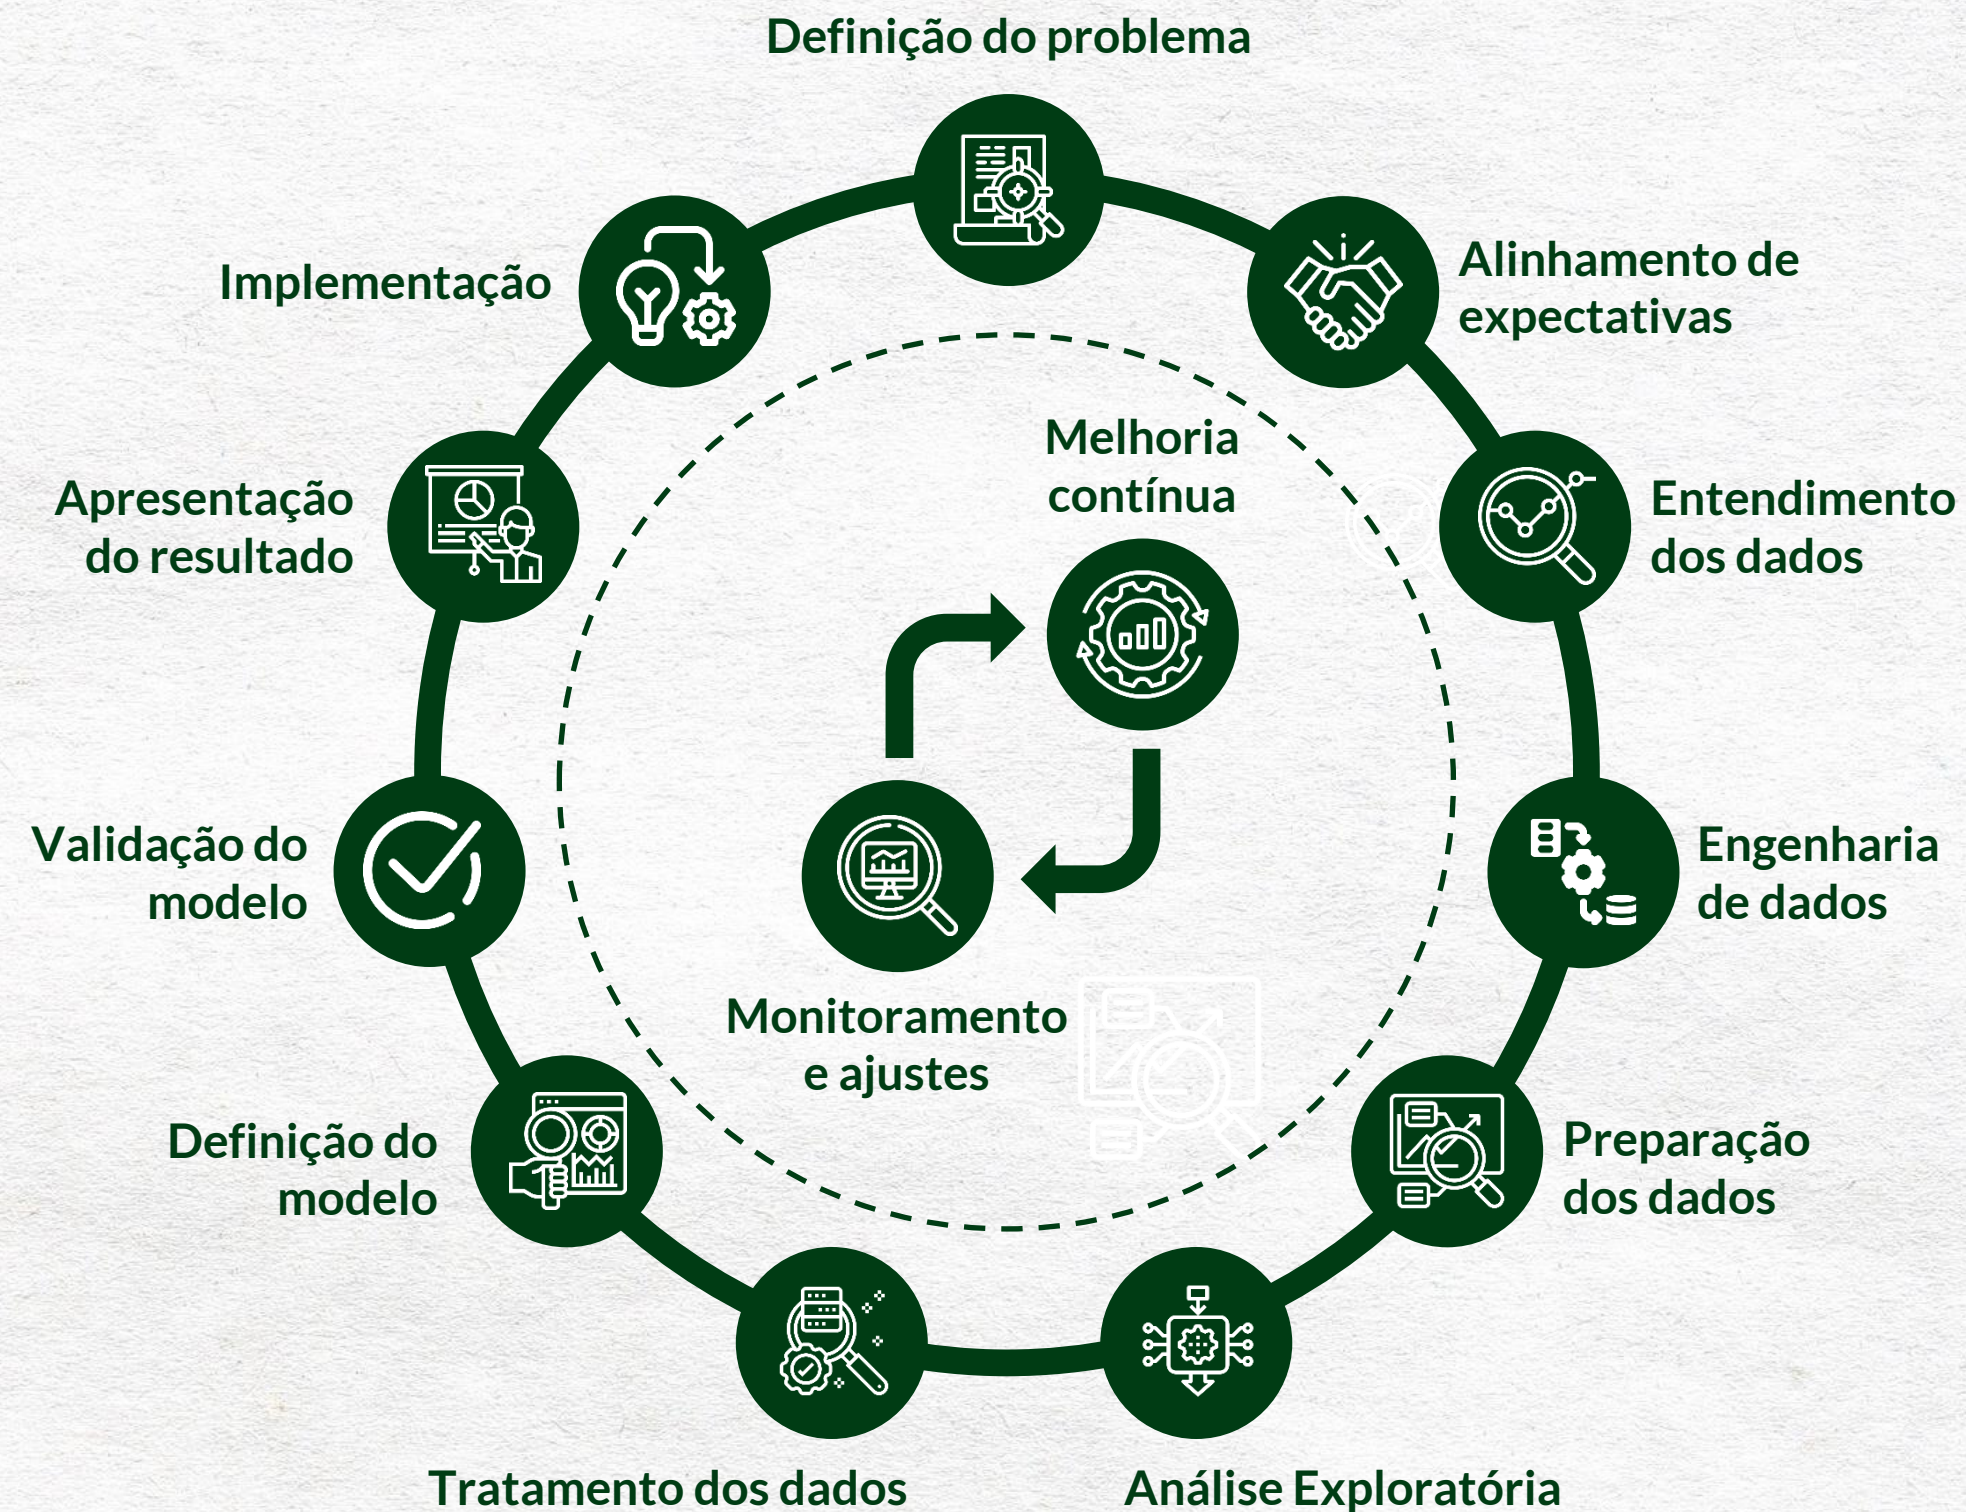 Definição do problema
Implementação
Alinhamento de
expectativas
Melhoria
contínua
Apresentação
do resultado
Entendimento
dos dados
Validação do
modelo
Engenharia
de dados
Monitoramento
e ajustes
Definição do
modelo
Preparação
dos dados
Tratamento dos dados
Análise Exploratória